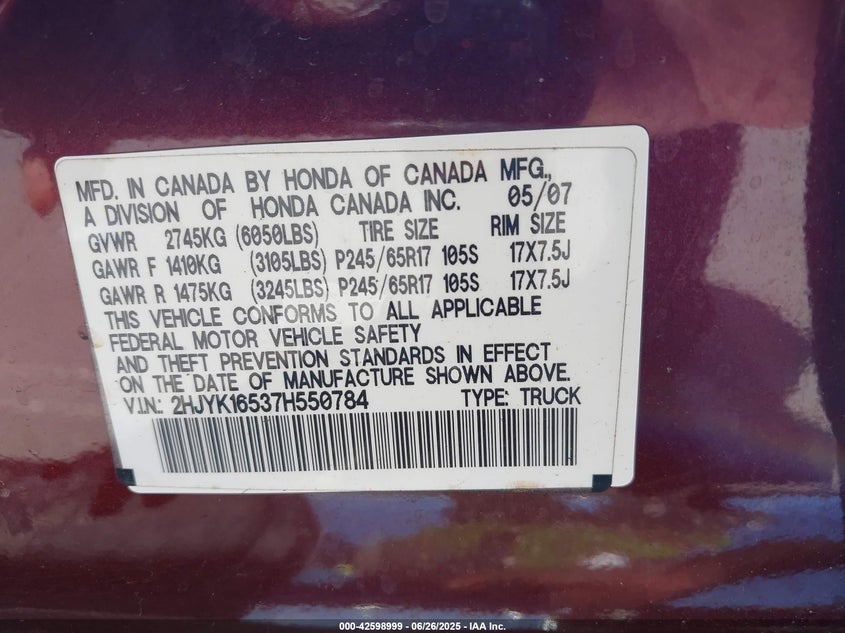 MFD. IN CANADA BY HONDA OF CANADA MFG.,
A DIVISION OF HONDA CANADA INC. 05/07
GVWR 2745KG (6050LBS) TIRE SIZE RIM SIZE
GAWR F 1410KG (3105LBS) P245/65R17 105S 17X7.5J
GAWR R 1475KG (3245LBS) P245/65R17 105S 17X7.5J
THIS VEHICLE CONFORMS TO ALL APPLICABLE
FEDERAL MOTOR VEHICLE SAFETY
AND THEFT PREVENTION STANDARDS IN EFFECT
ON THE DATE OF MANUFACTURE SHOWN ABOVE.
V.I.N: 2HJYK16537H550784 TYPE: TRUCK
000-42598999 - 06/26/2025 - IAA Inc.